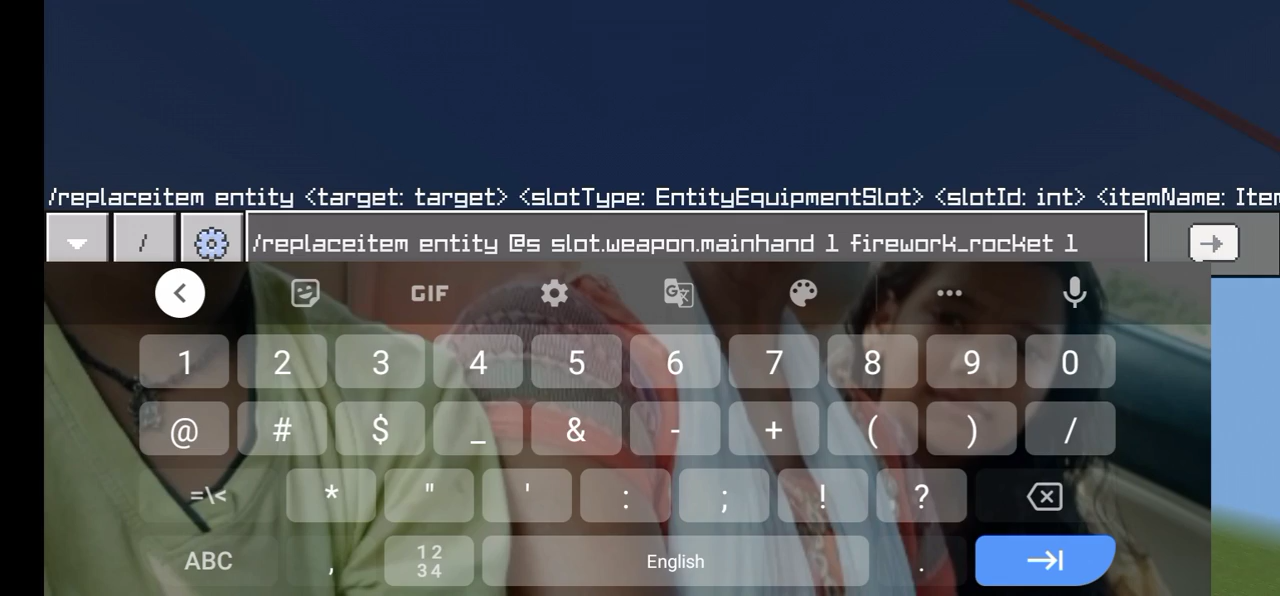 /replaceitem entity <target: target> <slotType: EntityEquipmentSlot> <slotId: int> <itemName: Item
/
/replaceitem entity @s slot.weapon.mainhand 1 firework_rocket 1
GIF
1 2 3 4 5 6 7 8 9 0
@ # $ _ & - + ( ) /
=\< * " ' : ; ! ?
ABC , 12 English .
34